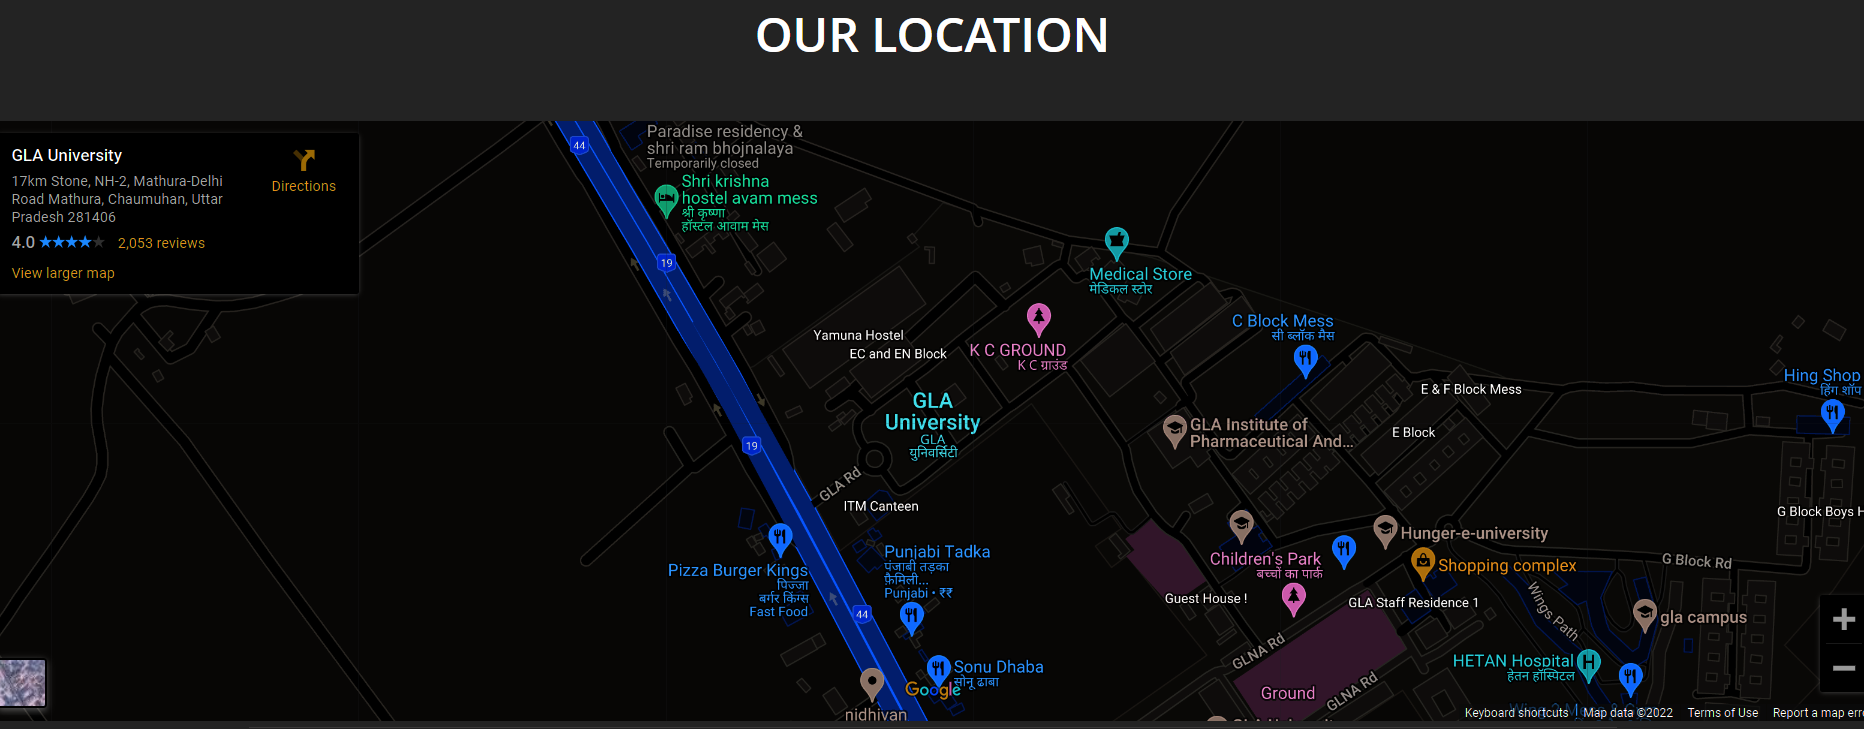 OUR LOCATION
GLA University
17km Stone, NH-2, Mathura-Delhi
Road Mathura, Chaumuhan, Uttar
Pradesh 281406
4.0
2,053 reviews
View larger map
Directions
44
Paradise residency &
shri ram bhojnalaya
Temporarily closed
Shri krishna
hostel avam mess
श्री कृष्णा
हॉस्टल आवाम मेस
19
Medical Store
मेडिकल स्टोर
Yamuna Hostel
EC and EN Block
K C GROUND
K C ग्राउंड
C Block Mess
सी ब्लॉक मैस
Hing Shop
हिंग शॉप
E & F Block Mess
GLA
University
GLA
युनिवर्सिटी
GLA Institute of
Pharmaceutical And...
E Block
19
GLA Rd
ITM Canteen
G Block Boys H
Hunger-e-university
Punjabi Tadka
पंजाबी तड़का
फ़ैमिली...
Punjabi • ₹₹
Pizza Burger Kings
पिज्जा
बर्गर किंग्स
Fast Food
Children's Park
बच्चों का पार्क
Shopping complex
G Block Rd
Guest House !
GLA Staff Residence 1
44
Wings Path
gla campus
GLNA Rd
HETAN Hospital
हेतन हॉस्पिटल
Sonu Dhaba
सोनू ढाबा
Google
Ground
GLNA Rd
nidhivan
Keyboard shortcuts
Map data ©2022
Terms of Use
Report a map erro